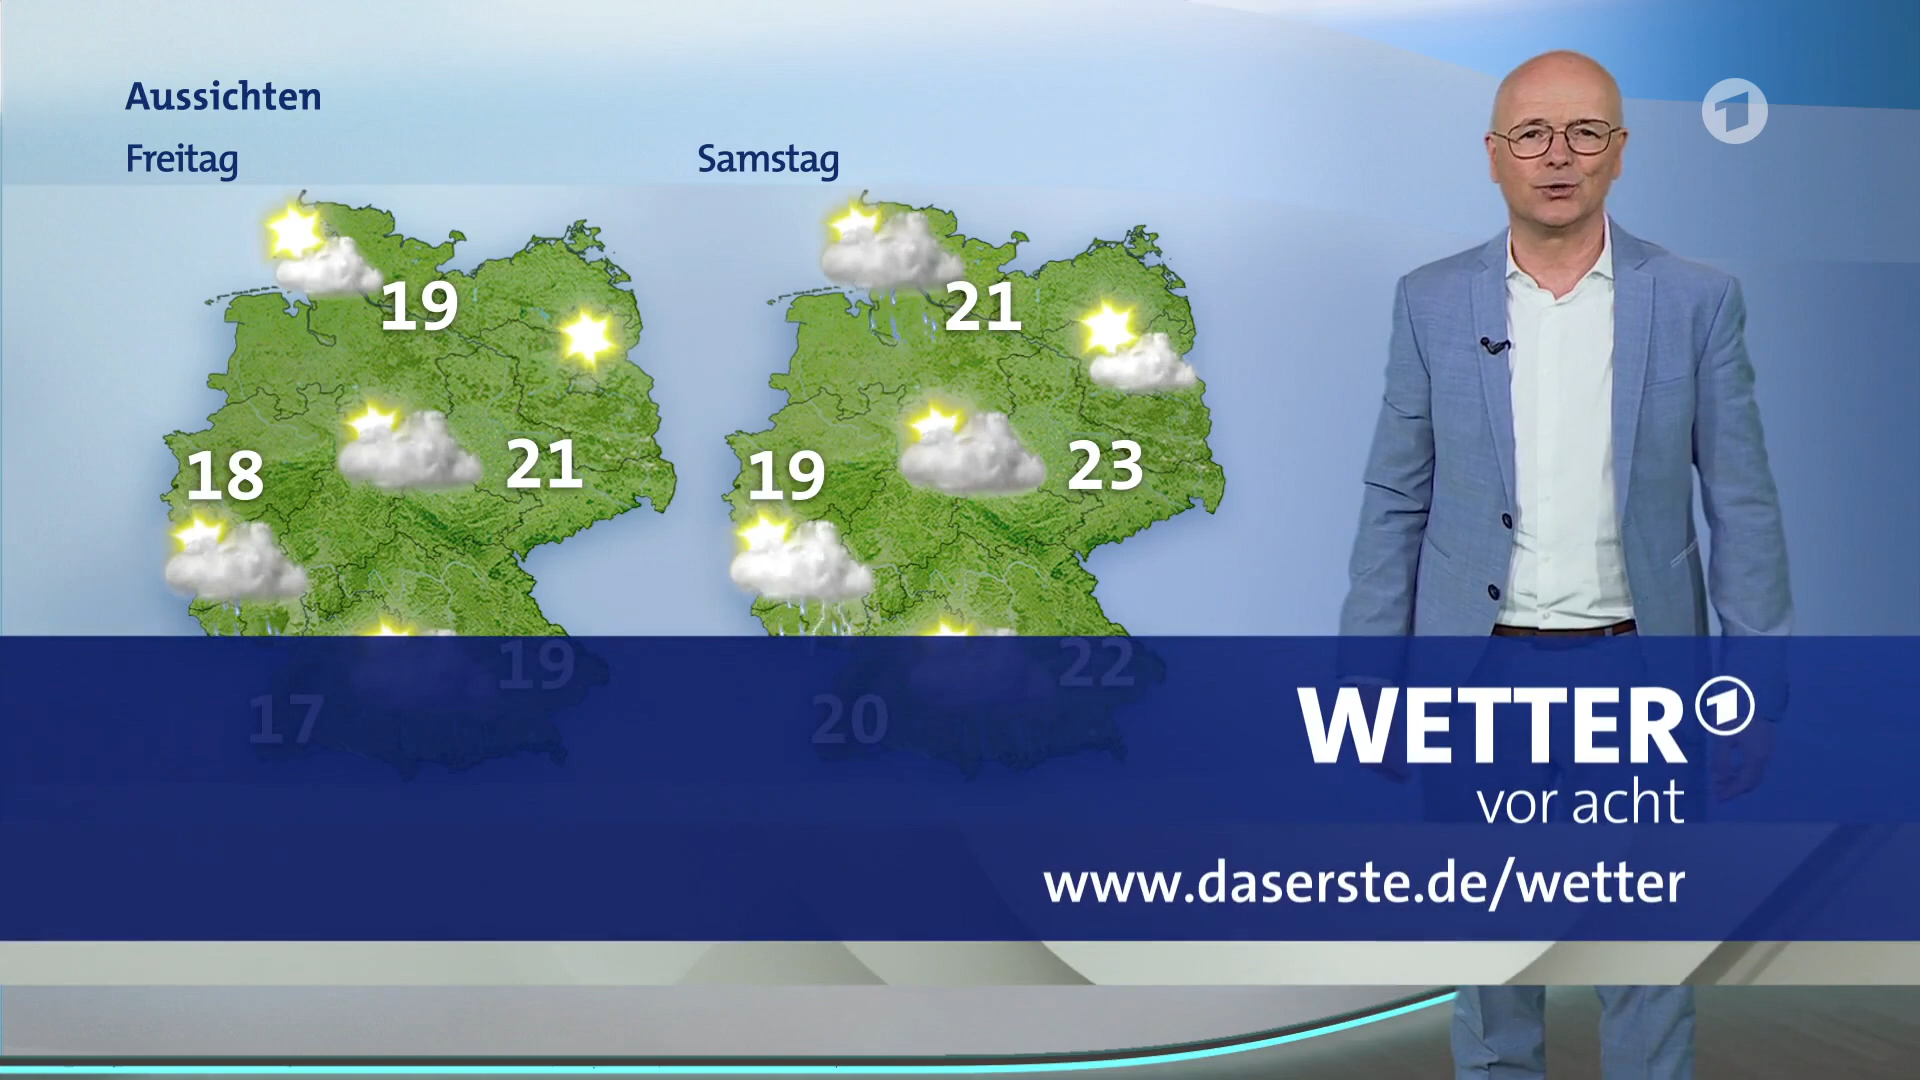 Aussichten
Freitag
Samstag
19
21
18
21
19
23
19
22
17
20
WETTER
vor acht
www.daserste.de/wetter